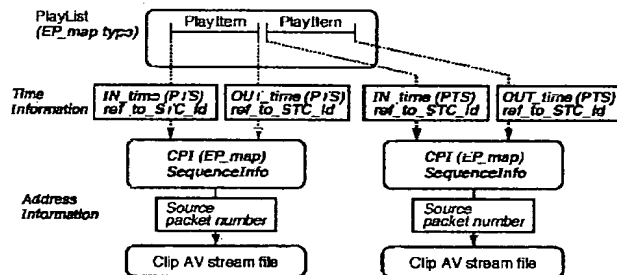 PlayList
(EP_map type)
PlayItem
PlayItem
Time
Information
IN_time (PTS)
ref_to_STC_id
OUT_time (PTS)
ref_to_STC_id
IN_time (PTS)
ref_to_STC_id
OUT_time (PTS)
ref_to_STC_id
CPI (EP_map)
SequenceInfo
CPI (EP_map)
SequenceInfo
Address
Information
Source
packet number
Source
packet number
Clip AV stream file
Clip AV stream file